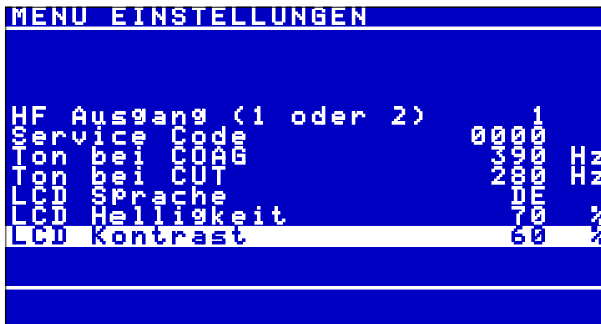 MENU EINSTELLUNGEN
HF Ausgang (1 oder 2) 1
Service Code 0000
Ton bei COAG 390 Hz
Ton bei CUT 280 Hz
LCD Sprache DE
LCD Helligkeit 70 %
LCD Kontrast 60 %